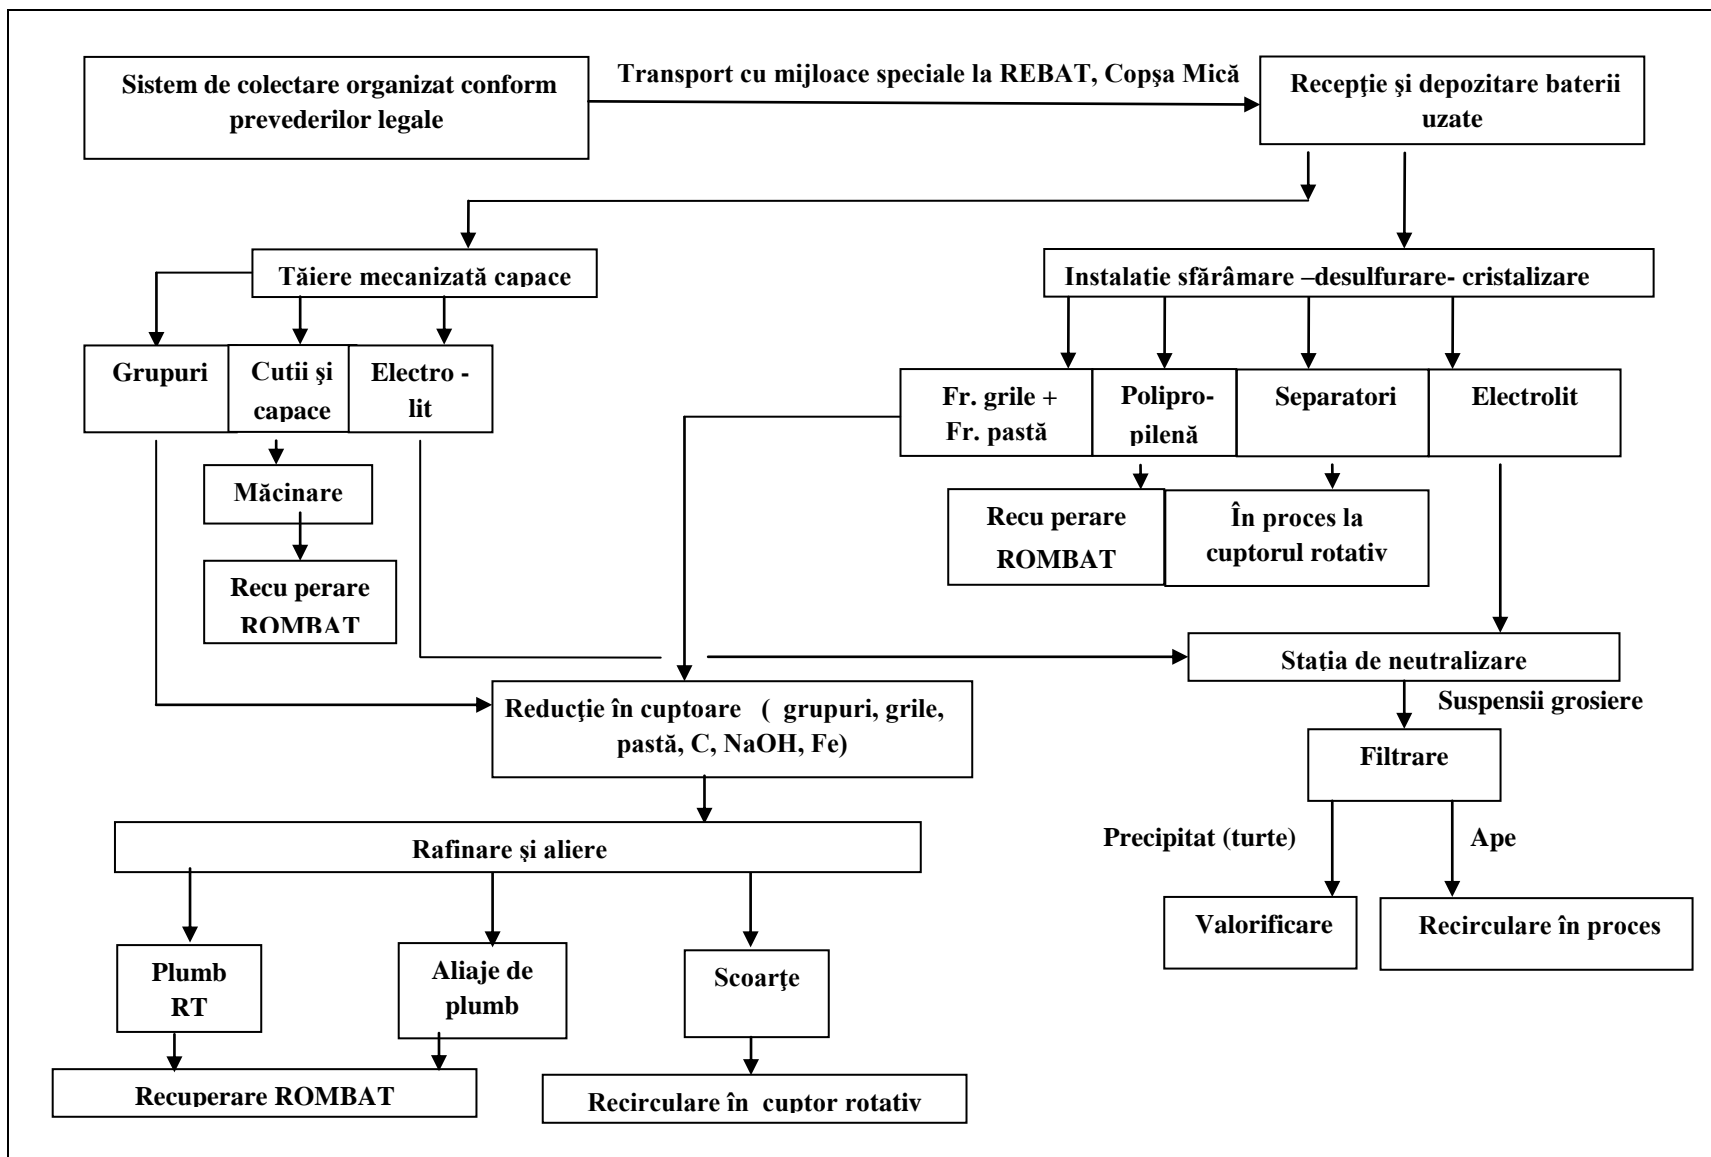 Sistem de colectare organizat conform
prevederilor legale
Transport cu mijloace speciale la REBAT, Copşa Mică
Recepţie şi depozitare baterii
uzate
Tăiere mecanizată capace
Instalatie sfărâmare –desulfurare- cristalizare
Grupuri
Cutii şi
capace
Electro -
lit
Fr. grile +
Fr. pastă
Polipro-
pilenă
Separatori
Electrolit
Măcinare
Recu perare
ROMBAT
Recu perare
ROMBAT
În proces la
cuptorul rotativ
Staţia de neutralizare
Suspensii grosiere
Reducţie în cuptoare ( grupuri, grile,
pastă, C, NaOH, Fe)
Filtrare
Precipitat (turte)
Ape
Rafinare și aliere
Valorificare
Recirculare în proces
Plumb
RT
Aliaje de
plumb
Scoarţe
Recuperare ROMBAT
Recirculare în cuptor rotativ